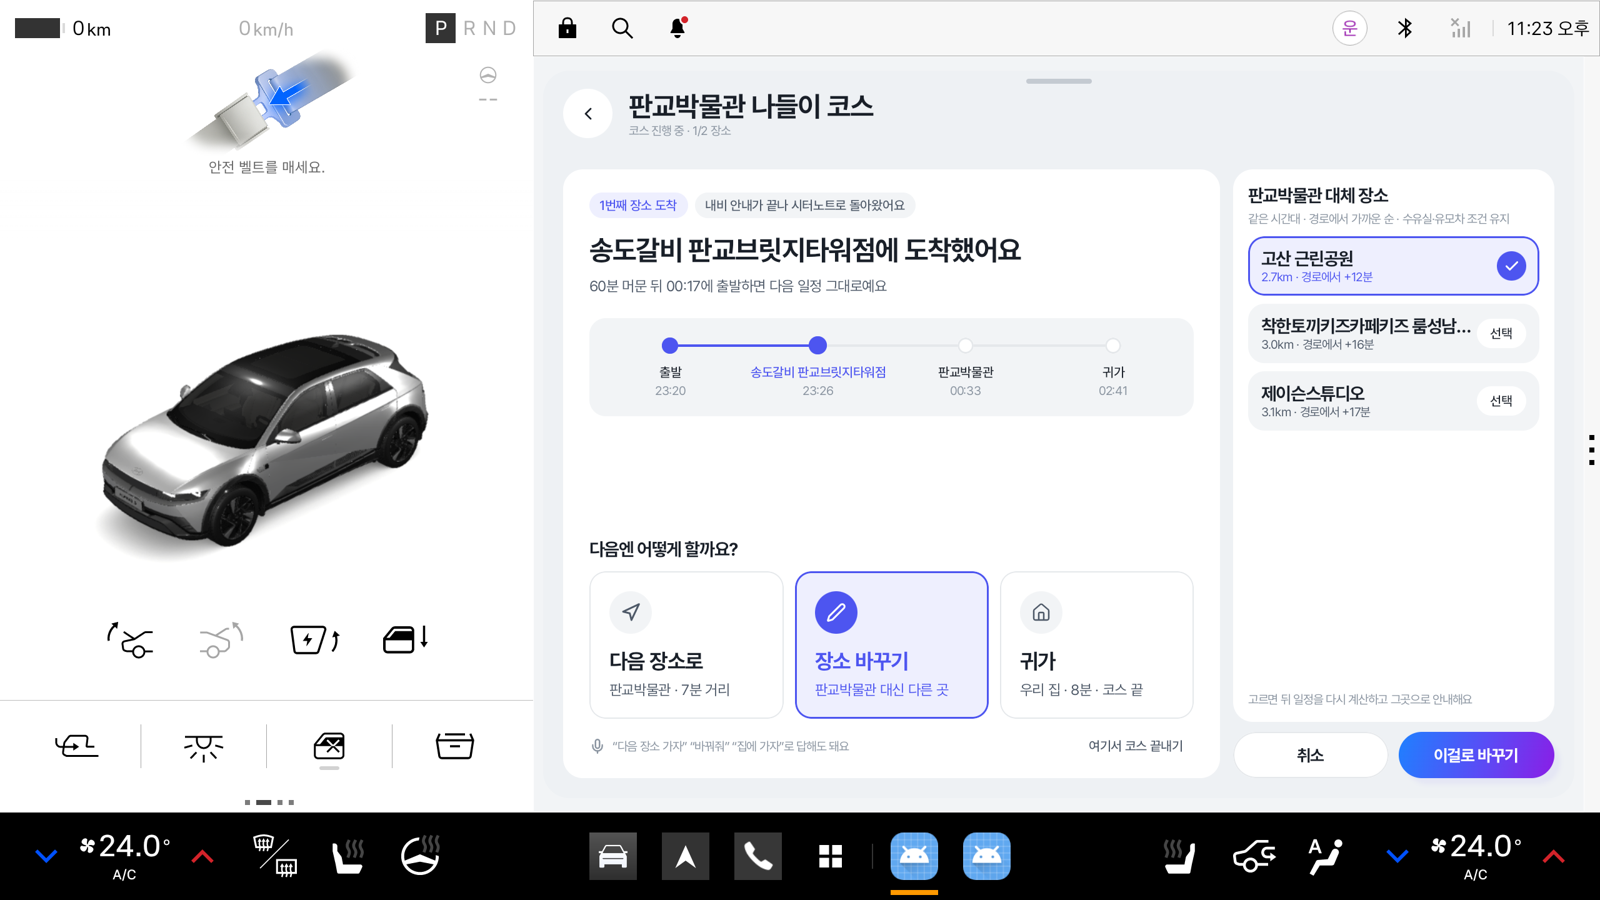 0 km
0 km/h
P R N D
안전 벨트를 매세요.
--
운
11:23 오후
판교박물관 나들이 코스
코스 진행 중 · 1/2 장소
1번째 장소 도착
내비 안내가 끝나 시터노트로 돌아왔어요
송도갈비 판교브릿지타워점에 도착했어요
60분 머문 뒤 00:17에 출발하면 다음 일정 그대로예요
출발
23:20
송도갈비 판교브릿지타워점
23:26
판교박물관
00:33
귀가
02:41
다음엔 어떻게 할까요?
다음 장소로
판교박물관 · 7분 거리
장소 바꾸기
판교박물관 대신 다른 곳
귀가
우리 집 · 8분 · 코스 끝
“다음 장소 가자” “바꿔줘” “집에 가자”로 답해도 돼요
여기서 코스 끝내기
판교박물관 대체 장소
같은 시간대 · 경로에서 가까운 순 · 수유실·유모차 조건 유지
고산 근린공원
2.7km · 경로에서 +12분
착한토끼키즈카페키즈 룸성남...
3.0km · 경로에서 +16분
선택
제이슨스튜디오
3.1km · 경로에서 +17분
선택
고르면 뒤 일정을 다시 계산하고 그곳으로 안내해요
취소
이걸로 바꾸기
24.0°
A/C
A
24.0°
A/C